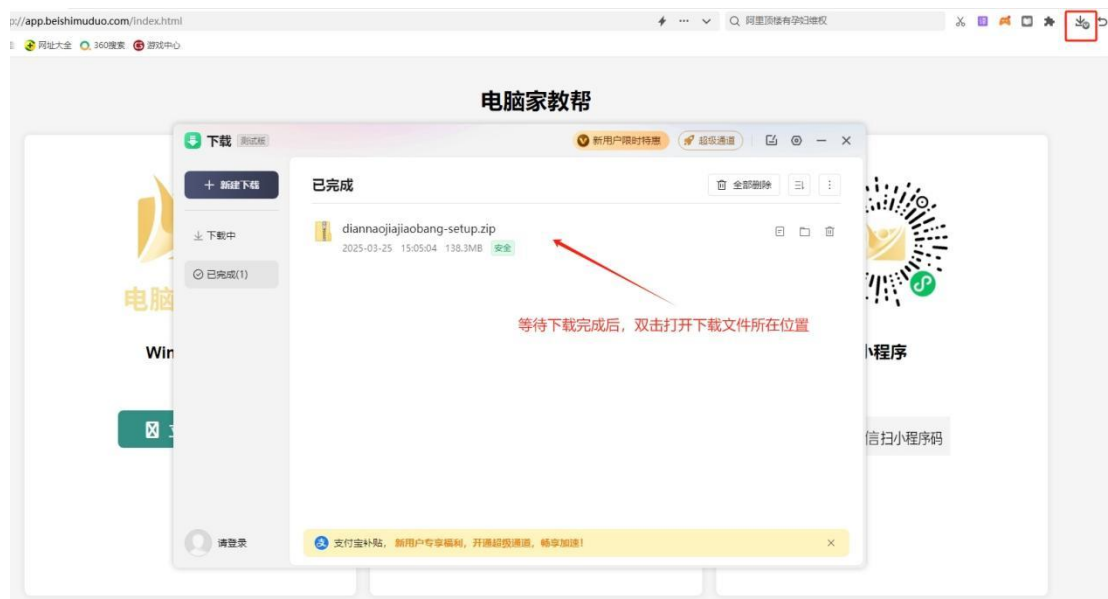 p://app.beishimuduo.com/index.html
阿里顶楼有孕妇维权
网址大全 360搜索 游戏中心
电脑家教帮
下载 测试版
新用户限时特惠 超级通道
+ 新建下载
已完成
全部删除
下载中
diannaojiajiaobang-setup.zip
2025-03-25 15:05:04 138.3MB 安全
已完成(1)
电脑
等待下载完成后，双击打开下载文件所在位置
Win
小程序
信扫小程序码
请登录
支付宝补贴，新用户专享福利，开通超级通道，畅享加速！